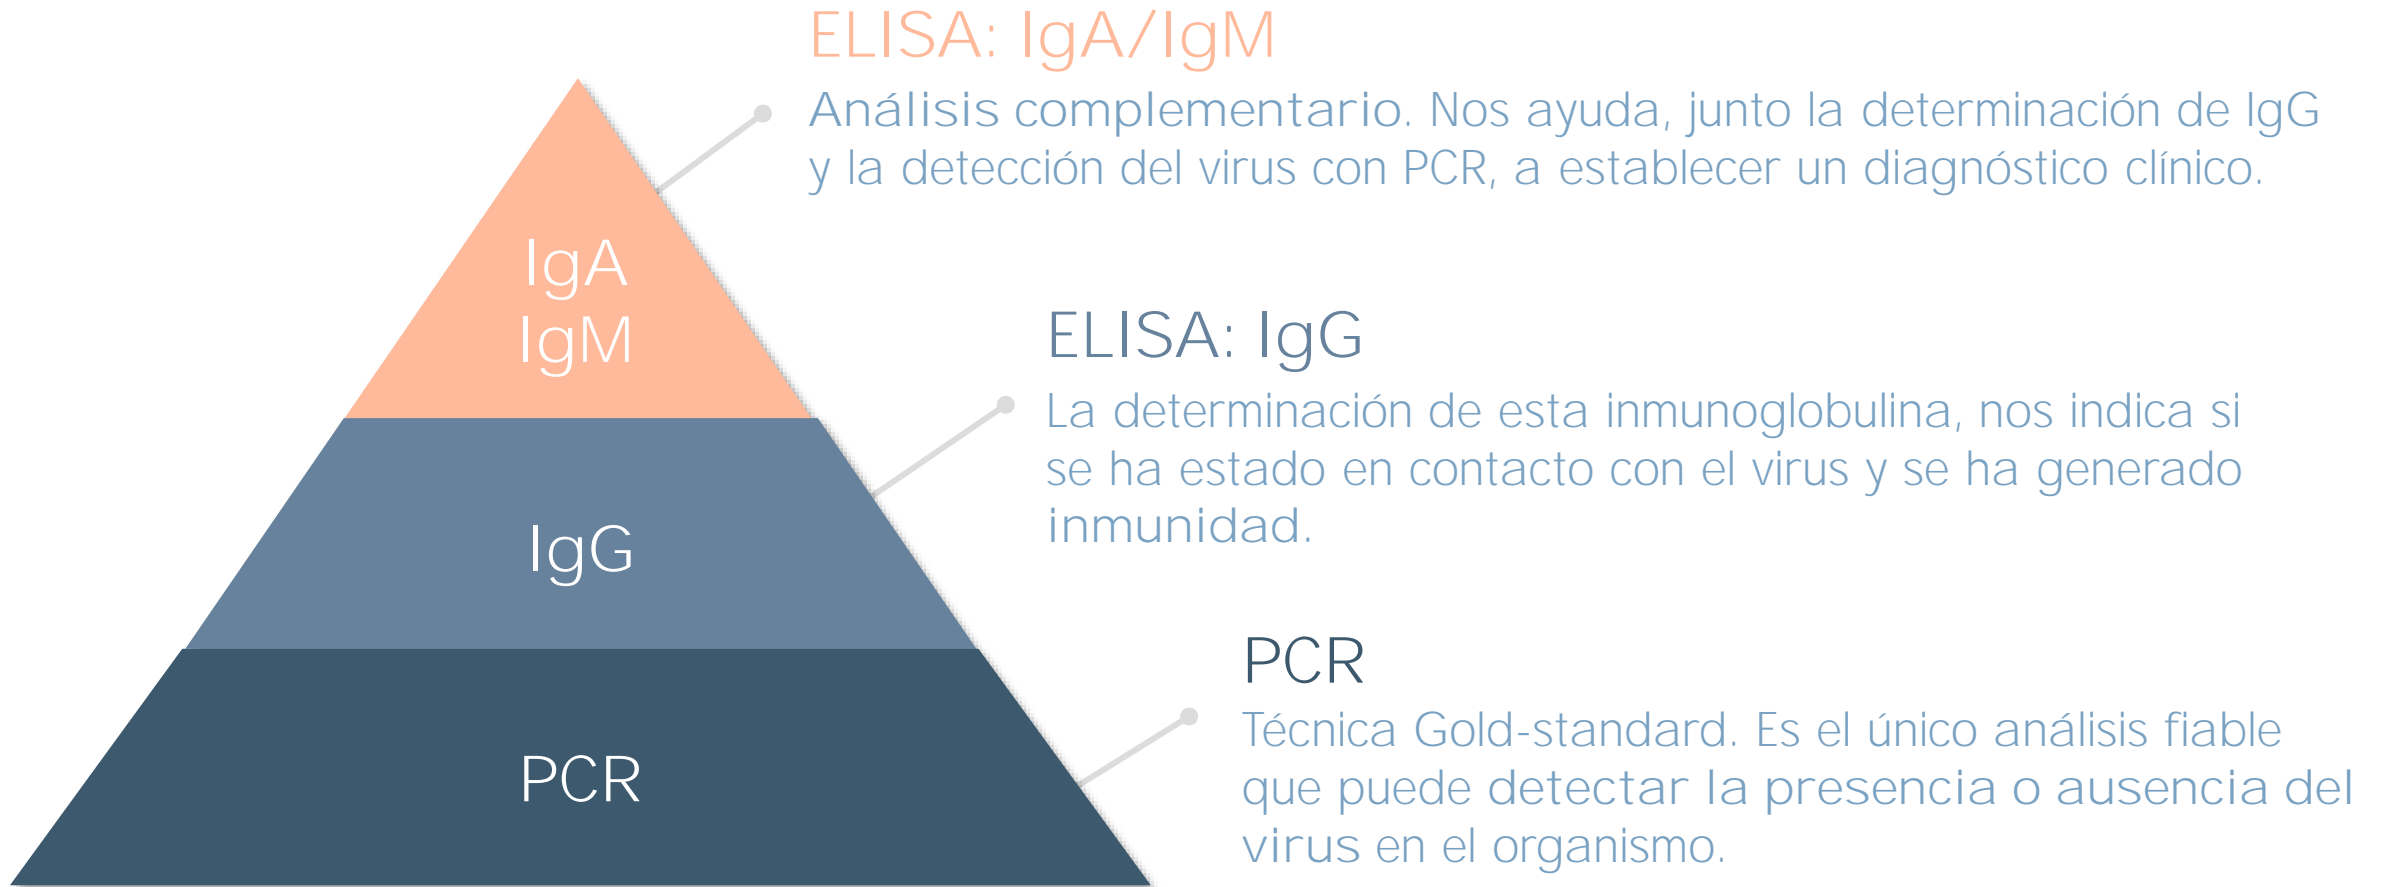 ELISA: IgA/IgM
Análisis complementario. Nos ayuda, junto la determinación de IgG
y la detección del virus con PCR, a establecer un diagnóstico clínico.
IgA
IgM
ELISA: IgG
La determinación de esta inmunoglobulina, nos indica si
se ha estado en contacto con el virus y se ha generado
inmunidad.
IgG
PCR
Técnica Gold-standard. Es el único análisis fiable
que puede detectar la presencia o ausencia del
virus en el organismo.
PCR